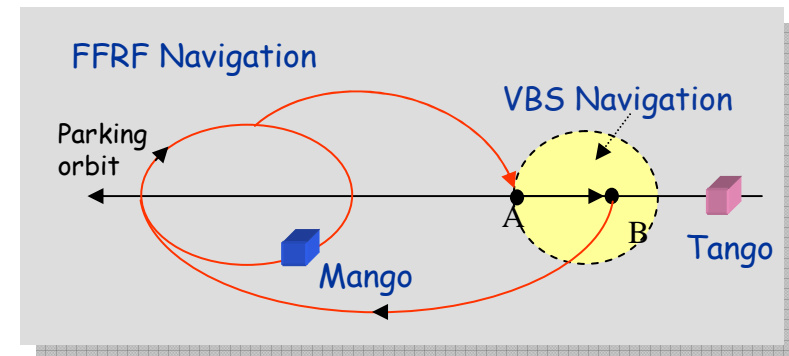 FFRF Navigation
VBS Navigation
Parking
orbit
A
B
Tango
Mango